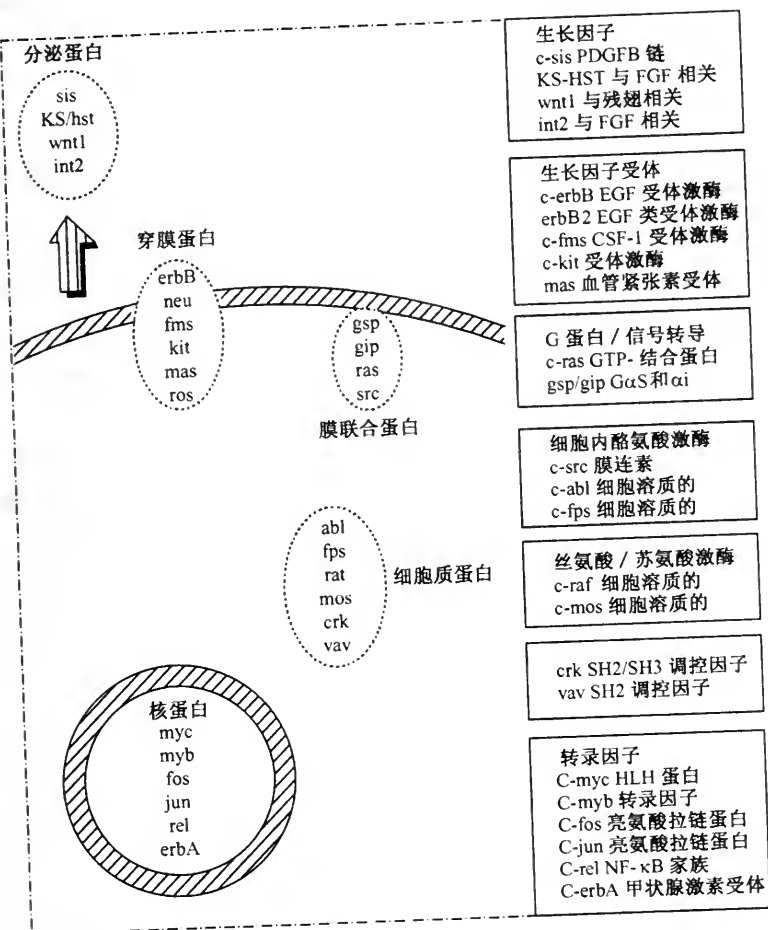 分泌蛋白
sis
KS/hst
wnt1
int2
穿膜蛋白
erbB
neu
fms
kit
mas
ros
gsp
gip
ras
src
膜联合蛋白
abl
fps
rat
mos
crk
vav
细胞质蛋白
核蛋白
myc
myb
fos
jun
rel
erbA
生长因子
c-sis PDGFB 链
KS-HST 与 FGF 相关
wnt1 与残翅相关
int2 与 FGF 相关
生长因子受体
c-erbB EGF 受体激酶
erbB2 EGF 类受体激酶
c-fms CSF-1 受体激酶
c-kit 受体激酶
mas 血管紧张素受体
G 蛋白 / 信号转导
c-ras GTP- 结合蛋白
gsp/gip GαS和αi
细胞内酪氨酸激酶
c-src 膜连素
c-abl 细胞溶质的
c-fps 细胞溶质的
丝氨酸 / 苏氨酸激酶
c-raf 细胞溶质的
c-mos 细胞溶质的
crk SH2/SH3 调控因子
vav SH2 调控因子
转录因子
C-myc HLH 蛋白
C-myb 转录因子
C-fos 亮氨酸拉链蛋白
C-jun 亮氨酸拉链蛋白
C-rel NF-κB 家族
C-erbA 甲状腺激素受体